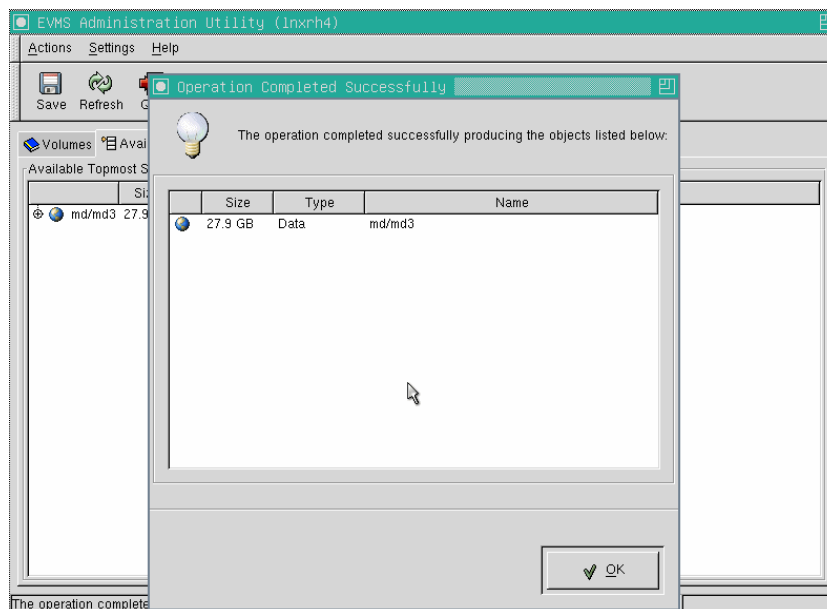 EVMS Administration Utility (lnxrh4)
Actions Settings Help
Save Refresh
Operation Completed Successfully
The operation completed successfully producing the objects listed below:
Volumes
Available Topmost
md/md3 27.9
Size Type Name
27.9 GB Data md/md3
OK
The operation